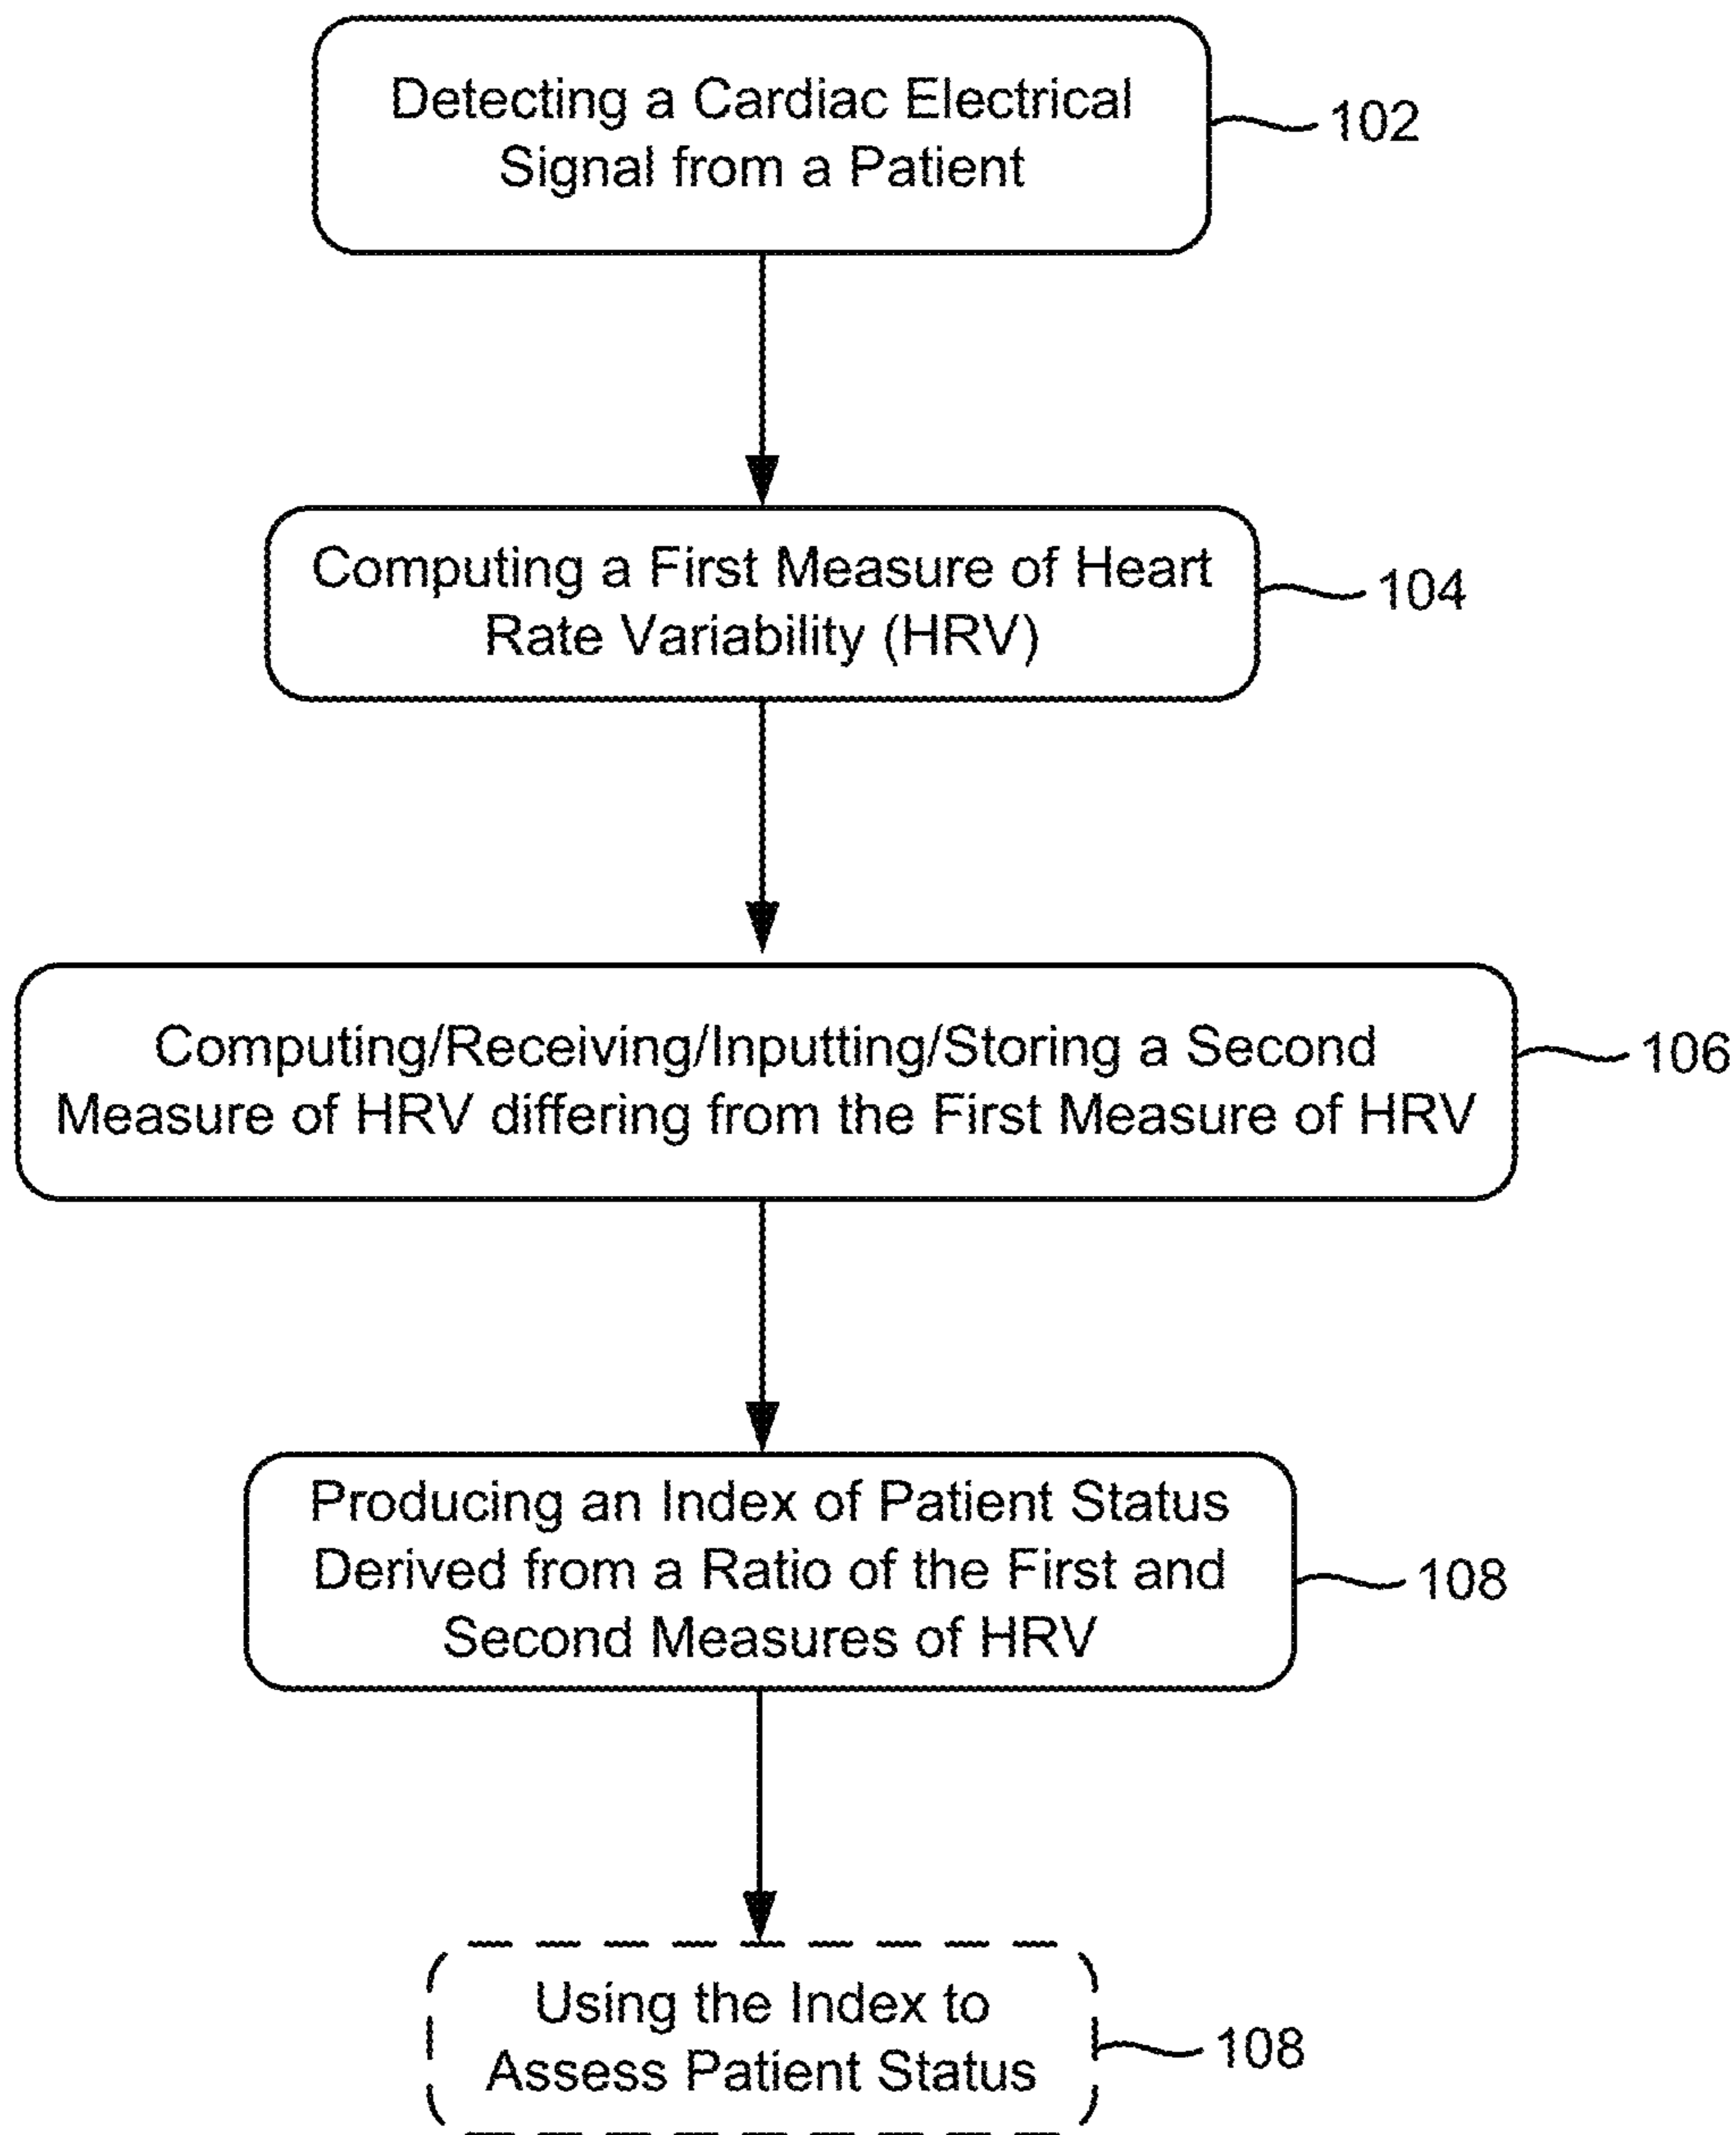 Detecting a Cardiac Electrical
Signal from a Patient
102
Computing a First Measure of Heart
Rate Variability (HRV)
104
Computing/Receiving/Inputting/Storing a Second
Measure of HRV differing from the First Measure of HRV
106
Producing an Index of Patient Status
Derived from a Ratio of the First and
Second Measures of HRV
108
Using the Index to
Assess Patient Status
108